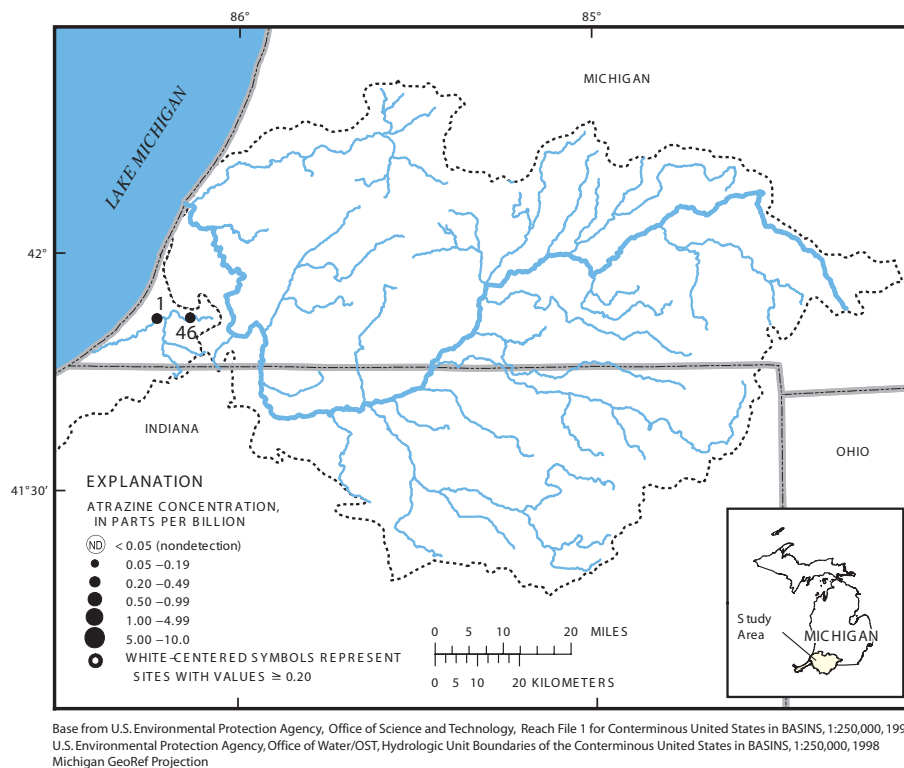 86°
85°
MICHIGAN
LAKE MICHIGAN
42°
1
46
INDIANA
OHIO
41°30'
EXPLANATION
ATRAZINE CONCENTRATION,
IN PARTS PER BILLION
ND < 0.05 (nondetection)
0.05 –0.19
0.20 –0.49
0.50 –0.99
1.00 –4.99
5.00 –10.0
WHITE-CENTERED SYMBOLS REPRESENT
SITES WITH VALUES ≥ 0.20
0 5 10 20 MILES
0 5 10 20 KILOMETERS
Study
Area
MICHIGAN
Base from U.S. Environmental Protection Agency, Office of Science and Technology, Reach File 1 for Conterminous United States in BASINS, 1:250,000, 199
U.S. Environmental Protection Agency, Office of Water/OST, Hydrologic Unit Boundaries of the Conterminous United States in BASINS, 1:250,000, 1998
Michigan GeoRef Projection